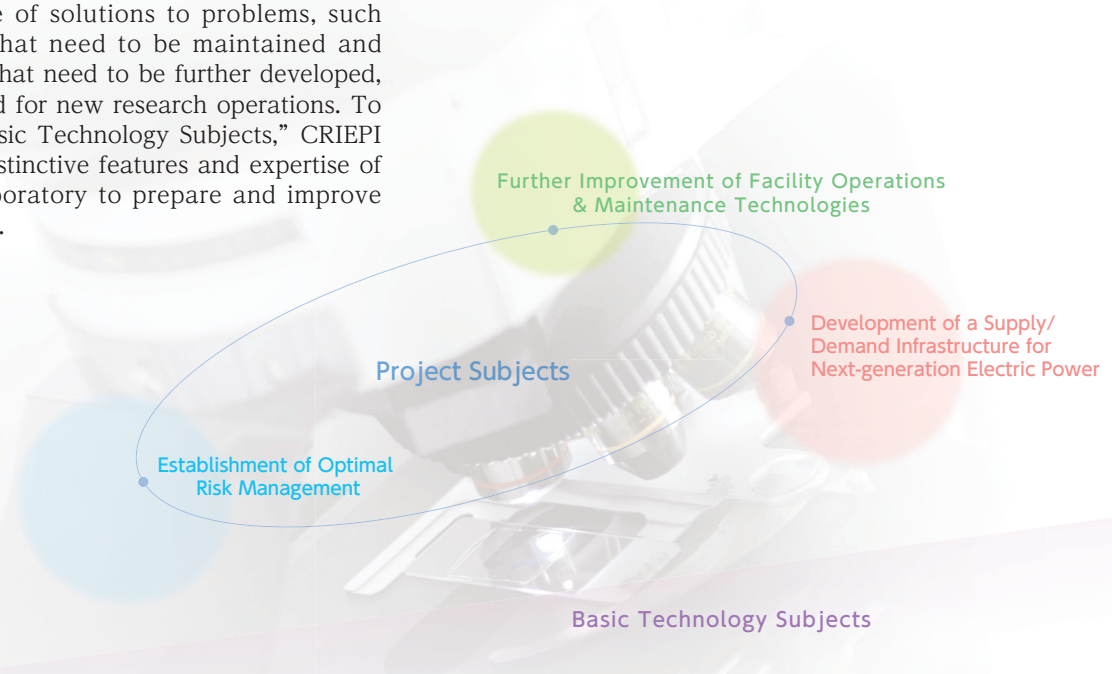 e of solutions to problems, such
hat need to be maintained and
hat need to be further developed,
d for new research operations. To
sic Technology Subjects,” CRIEPI
stinctive features and expertise of
boratory to prepare and improve
.
Further Improvement of Facility Operations
& Maintenance Technologies
Development of a Supply/
Demand Infrastructure for
Next-generation Electric Power
Project Subjects
Establishment of Optimal
Risk Management
Basic Technology Subjects